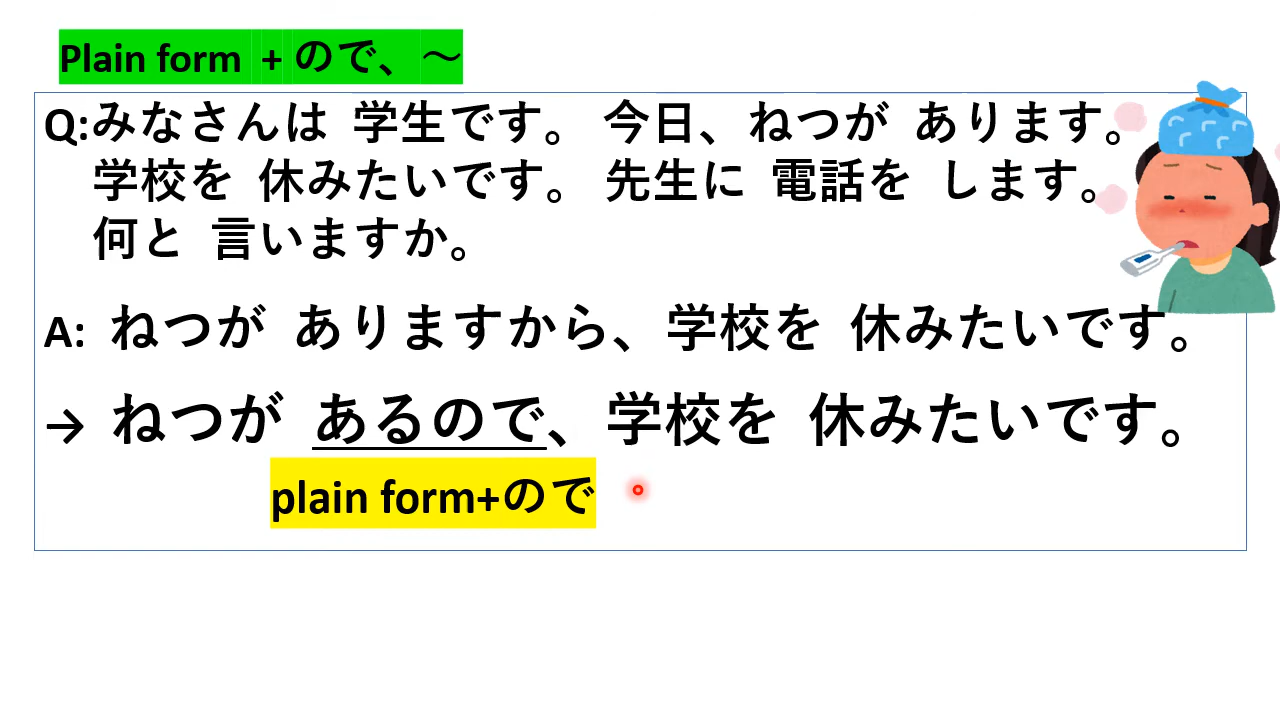 Plain form + ので、～
Q:みなさんは 学生です。 今日、ねつが あります。
学校を 休みたいです。 先生に 電話を します。
何と 言いますか。
A: ねつが ありますから、学校を 休みたいです。
→ ねつが あるので、学校を 休みたいです。
plain form+ので